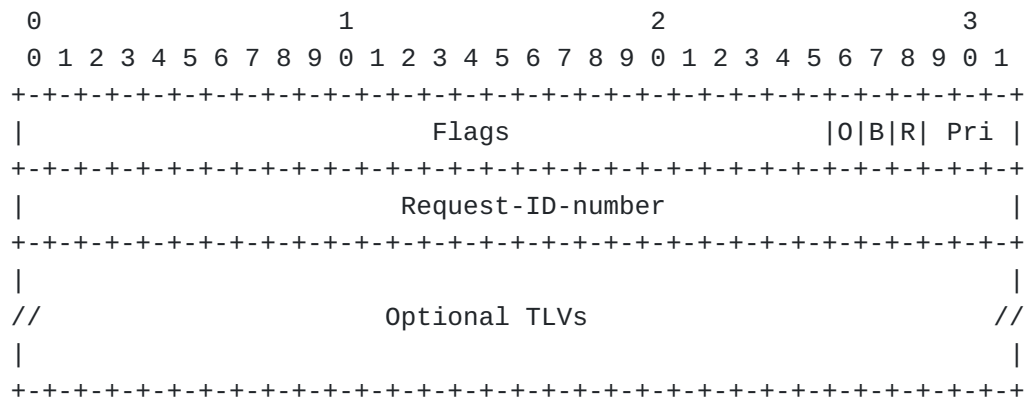 0                   1                   2                   3
 0 1 2 3 4 5 6 7 8 9 0 1 2 3 4 5 6 7 8 9 0 1 2 3 4 5 6 7 8 9 0 1
+-+-+-+-+-+-+-+-+-+-+-+-+-+-+-+-+-+-+-+-+-+-+-+-+-+-+-+-+-+-+-+-+
|                          Flags                    |O|B|R| Pri |
+-+-+-+-+-+-+-+-+-+-+-+-+-+-+-+-+-+-+-+-+-+-+-+-+-+-+-+-+-+-+-+-+
|                        Request-ID-number                      |
+-+-+-+-+-+-+-+-+-+-+-+-+-+-+-+-+-+-+-+-+-+-+-+-+-+-+-+-+-+-+-+-+
|                                                               |
//                      Optional TLVs                          //
|                                                               |
+-+-+-+-+-+-+-+-+-+-+-+-+-+-+-+-+-+-+-+-+-+-+-+-+-+-+-+-+-+-+-+-+